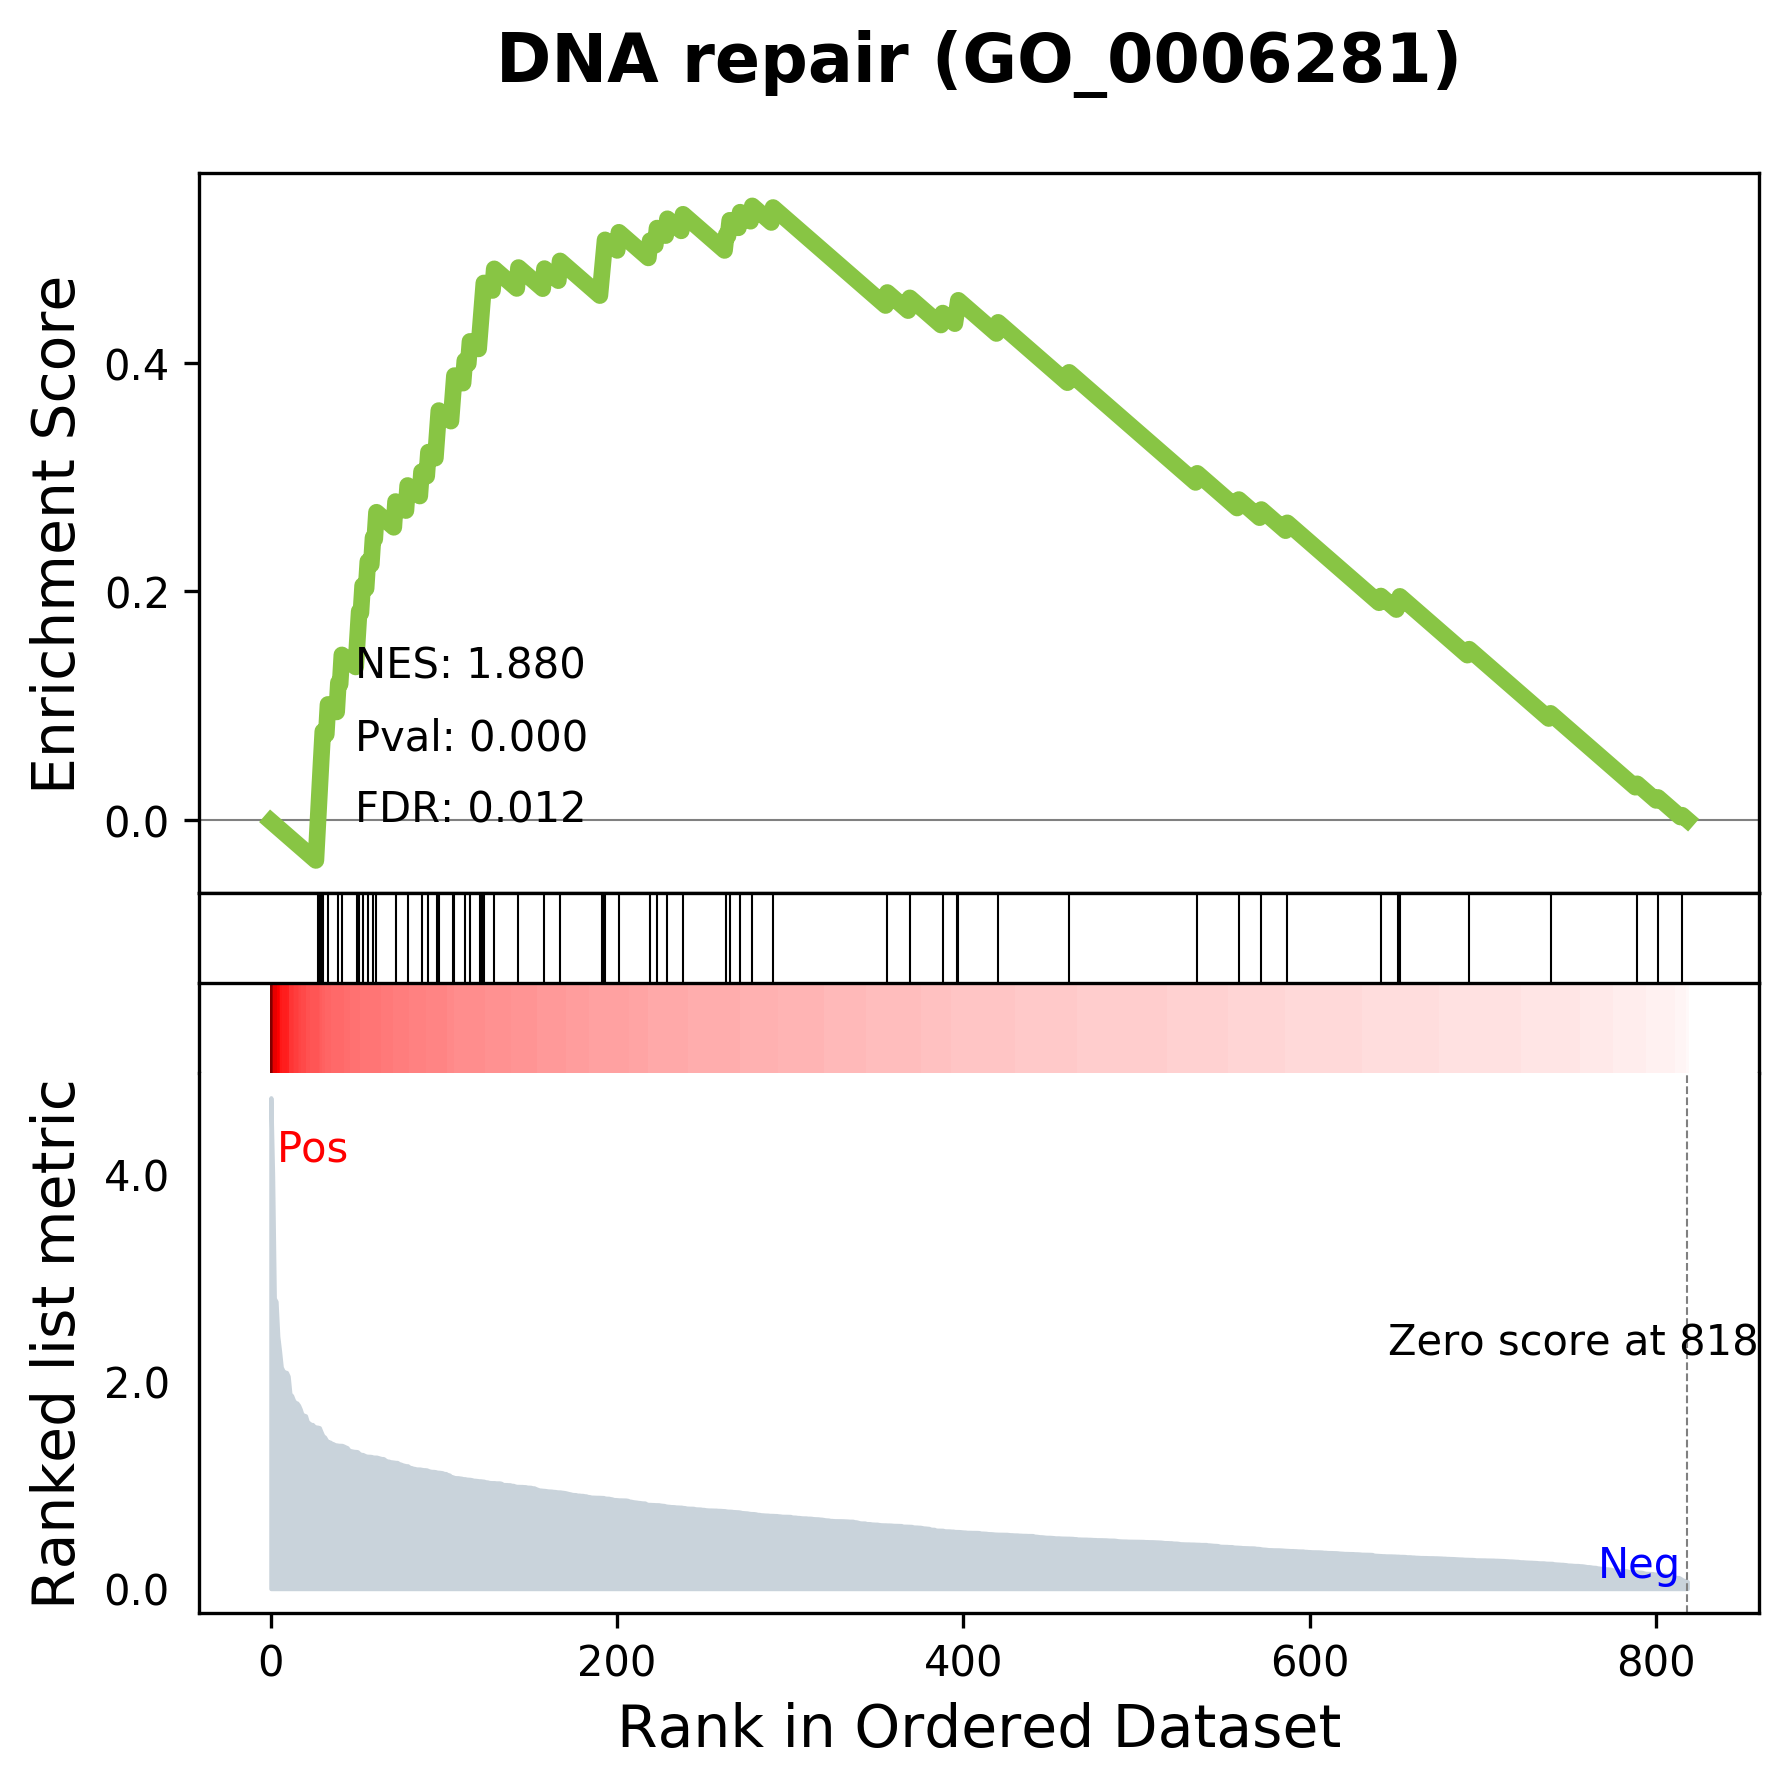 DNA repair (GO_0006281)
Enrichment Score
0.4
0.2
0.0
NES: 1.880
Pval: 0.000
FDR: 0.012
Ranked list metric
4.0
2.0
0.0
Pos
Zero score at 818
Neg
0 200 400 600 800
Rank in Ordered Dataset